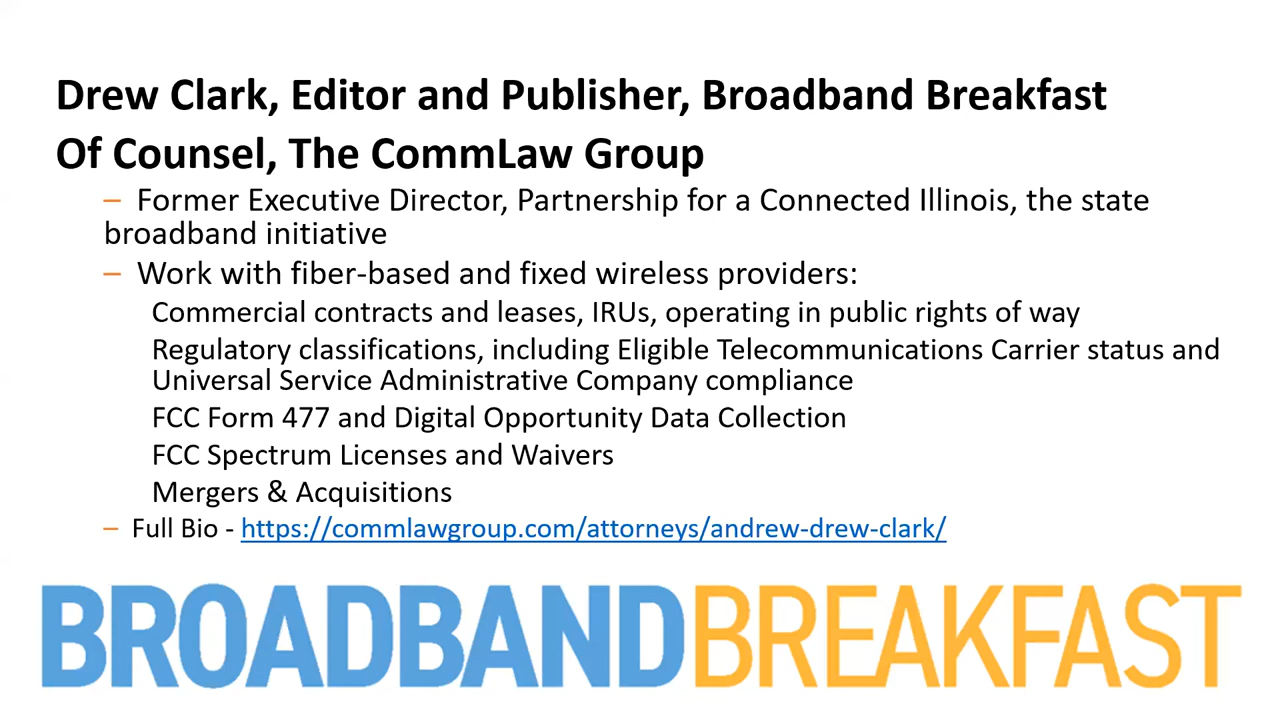 Drew Clark, Editor and Publisher, Broadband Breakfast
Of Counsel, The CommLaw Group
– Former Executive Director, Partnership for a Connected Illinois, the state
broadband initiative
– Work with fiber-based and fixed wireless providers:
Commercial contracts and leases, IRUs, operating in public rights of way
Regulatory classifications, including Eligible Telecommunications Carrier status and
Universal Service Administrative Company compliance
FCC Form 477 and Digital Opportunity Data Collection
FCC Spectrum Licenses and Waivers
Mergers & Acquisitions
– Full Bio - https://commlawgroup.com/attorneys/andrew-drew-clark/
BROADBANDBREAKFAST